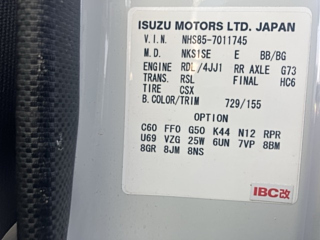 ISUZU MOTORS LTD. JAPAN
V.I.N. NHS85-7011745
M.D. NKS1SE E BB/BG
ENGINE RDL /4JJ1 RR AXLE G73
TRANS. RSL FINAL HC6
TIRE CSX
B.COLOR/TRIM 729/155
OPTION
C60 FFO G50 K44 N12 RPR
U69 VZG 25W 6UN 7VP 8BM
8GR 8JM 8NS
IBC改